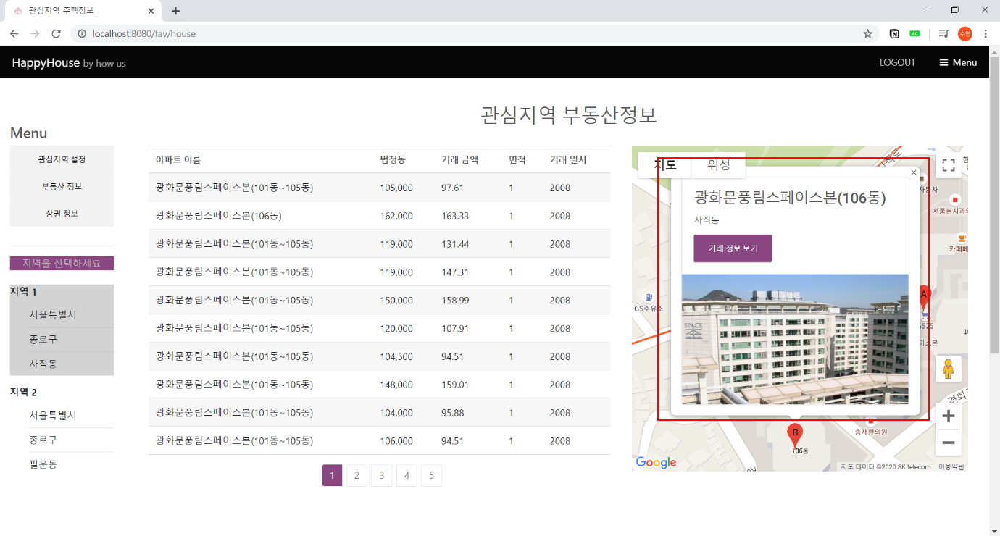 관심지역 주택정보
localhost:8080/fav/house
수연
HappyHouse by how us
LOGOUT
Menu
관심지역 부동산정보
Menu
관심지역 설정
부동산 정보
상권 정보
지역을 선택하세요
지역 1
서울특별시
종로구
사직동
지역 2
서울특별시
종로구
필운동
아파트 이름 법정동 거래 금액 면적 거래 일시
광화문풍림스페이스본(101동~105동) 105,000 97.61 1 2008
광화문풍림스페이스본(106동) 162,000 163.33 1 2008
광화문풍림스페이스본(101동~105동) 119,000 131.44 1 2008
광화문풍림스페이스본(101동~105동) 119,000 147.31 1 2008
광화문풍림스페이스본(101동~105동) 150,000 158.99 1 2008
광화문풍림스페이스본(101동~105동) 120,000 107.91 1 2008
광화문풍림스페이스본(101동~105동) 104,500 94.51 1 2008
광화문풍림스페이스본(101동~105동) 148,000 159.01 1 2008
광화문풍림스페이스본(101동~105동) 104,000 95.88 1 2008
광화문풍림스페이스본(101동~105동) 106,000 94.51 1 2008
1 2 3 4 5
지도 위성
광화문풍림스페이스본(106동)
사직동
거래 정보 보기
SPACE
本
자동차
서울본치과의
카페베
GS주유소
A
GS25
이스본
B
106동
송재한의원
Google
지도 데이터 ©2020 SK telecom 이용약관